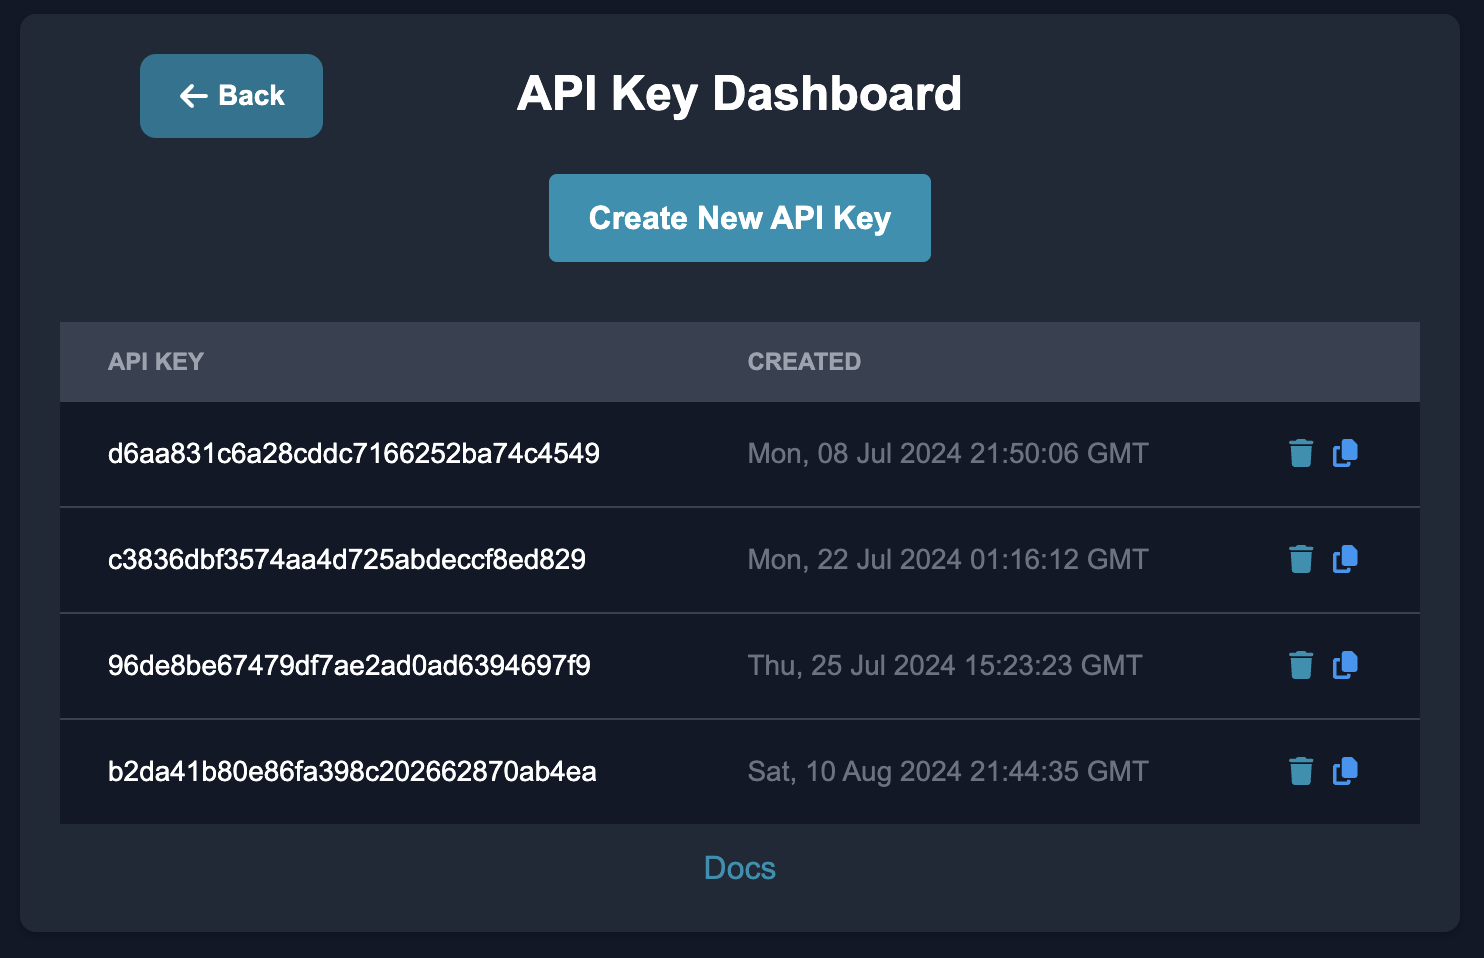 Back
API Key Dashboard
Create New API Key
API KEY CREATED
d6aa831c6a28cddc7166252ba74c4549 Mon, 08 Jul 2024 21:50:06 GMT
c3836dbf3574aa4d725abdeccf8ed829 Mon, 22 Jul 2024 01:16:12 GMT
96de8be67479df7ae2ad0ad6394697f9 Thu, 25 Jul 2024 15:23:23 GMT
b2da41b80e86fa398c202662870ab4ea Sat, 10 Aug 2024 21:44:35 GMT
Docs